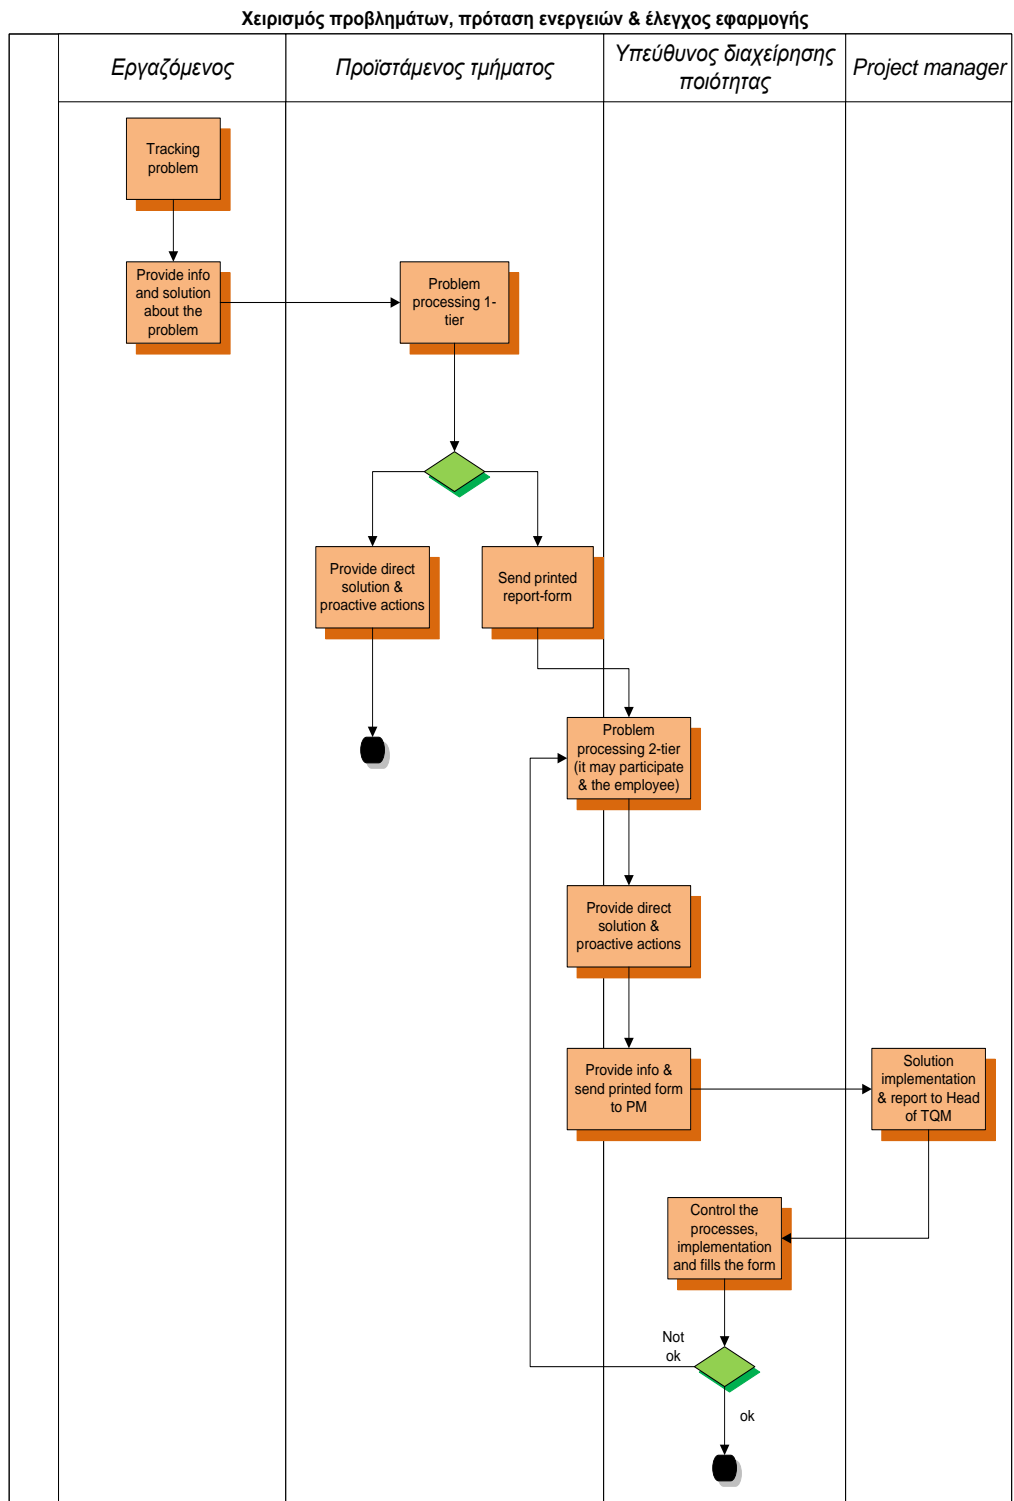 Χειρισμός προβλημάτων, πρόταση ενεργειών & έλεγχος εφαρμογής
Εργαζόμενος
Προϊστάμενος τμήματος
Υπεύθυνος διαχείρησης
ποιότητας
Project manager
Tracking
problem
Provide info
and solution
about the
problem
Problem
processing 1-
tier
Provide direct
solution &
proactive actions
Send printed
report-form
Problem
processing 2-tier
(it may participate
& the employee)
Provide direct
solution &
proactive actions
Provide info &
send printed form
to PM
Solution
implementation
& report to Head
of TQM
Control the
processes,
implementation
and fills the form
Not
ok
ok